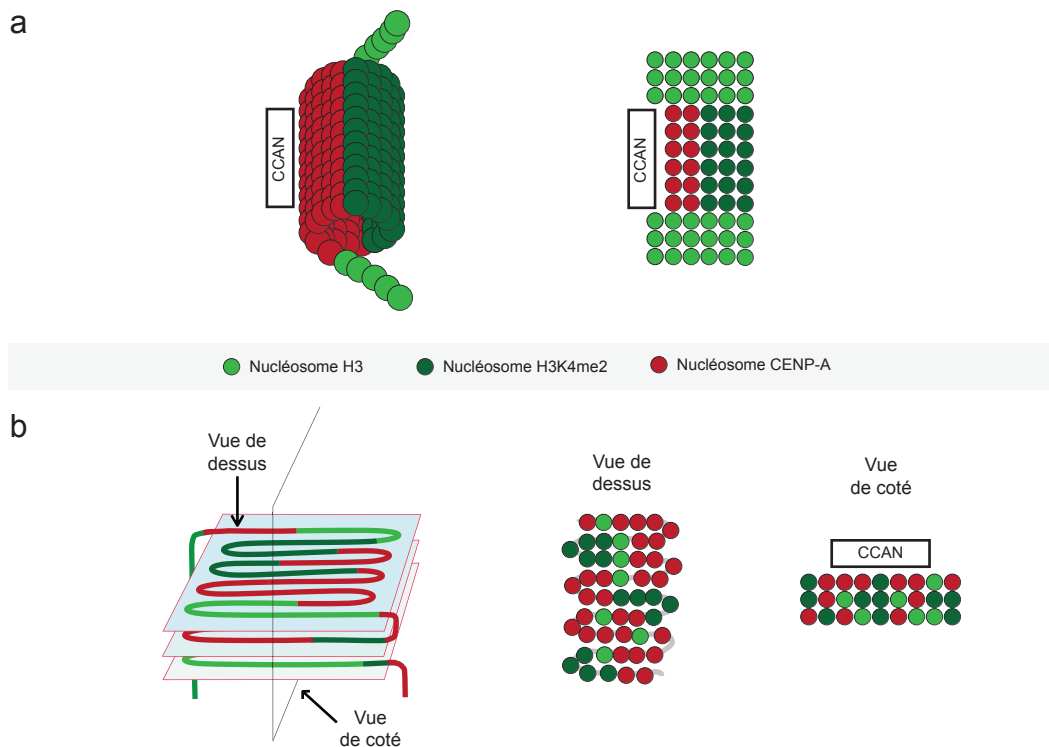 a
CCAN
CCAN
Nucléosome H3
Nucléosome H3K4me2
Nucléosome CENP-A
b
Vue de
dessus
Vue de
dessus
Vue
de coté
CCAN
Vue
de coté